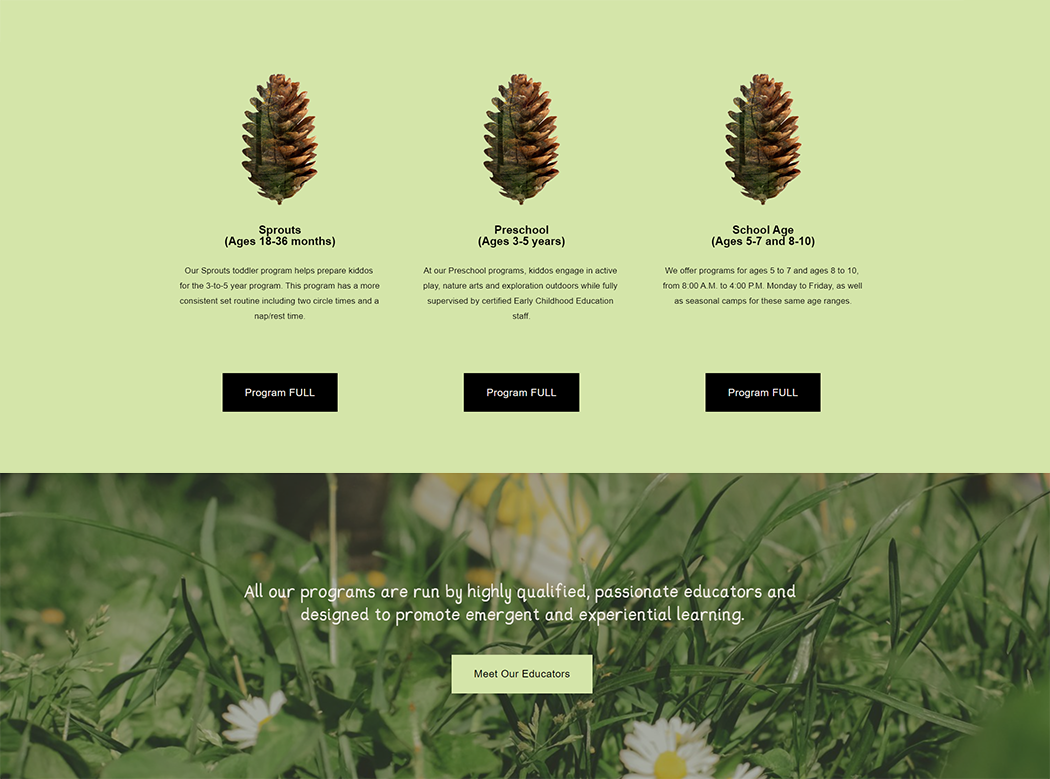 Sprouts
(Ages 18-36 months)
Our Sprouts toddler program helps prepare kiddos
for the 3-to-5 year program. This program has a more
consistent set routine including two circle times and a
nap/rest time.
Program FULL
Preschool
(Ages 3-5 years)
At our Preschool programs, kiddos engage in active
play, nature arts and exploration outdoors while fully
supervised by certified Early Childhood Education
staff.
Program FULL
School Age
(Ages 5-7 and 8-10)
We offer programs for ages 5 to 7 and ages 8 to 10,
from 8:00 A.M. to 4:00 P.M. Monday to Friday, as well
as seasonal camps for these same age ranges.
Program FULL
All our programs are run by highly qualified, passionate educators and
designed to promote emergent and experiential learning.
Meet Our Educators